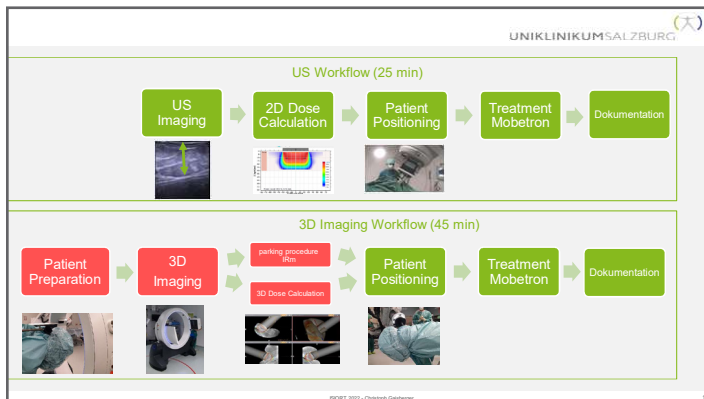 UNIKLINIKUMSALZBURG
US Workflow (25 min)
US
Imaging
2D Dose
Calculation
Patient
Positioning
Treatment
Mobetron
Dokumentation
3D Imaging Workflow (45 min)
Patient
Preparation
3D
Imaging
parking procedure
IRm
3D Dose Calculation
Patient
Positioning
Treatment
Mobetron
Dokumentation